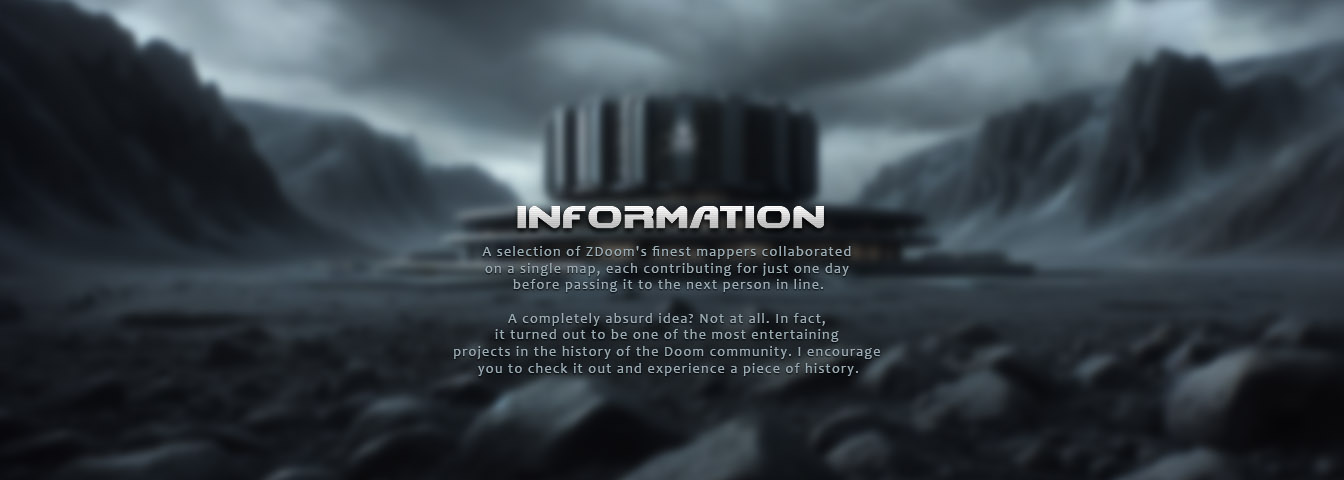 INFORMATION
A selection of ZDoom's finest mappers collaborated
on a single map, each contributing for just one day
before passing it to the next person in line.
A completely absurd idea? Not at all. In fact,
it turned out to be one of the most entertaining
projects in the history of the Doom community. I encourage
you to check it out and experience a piece of history.